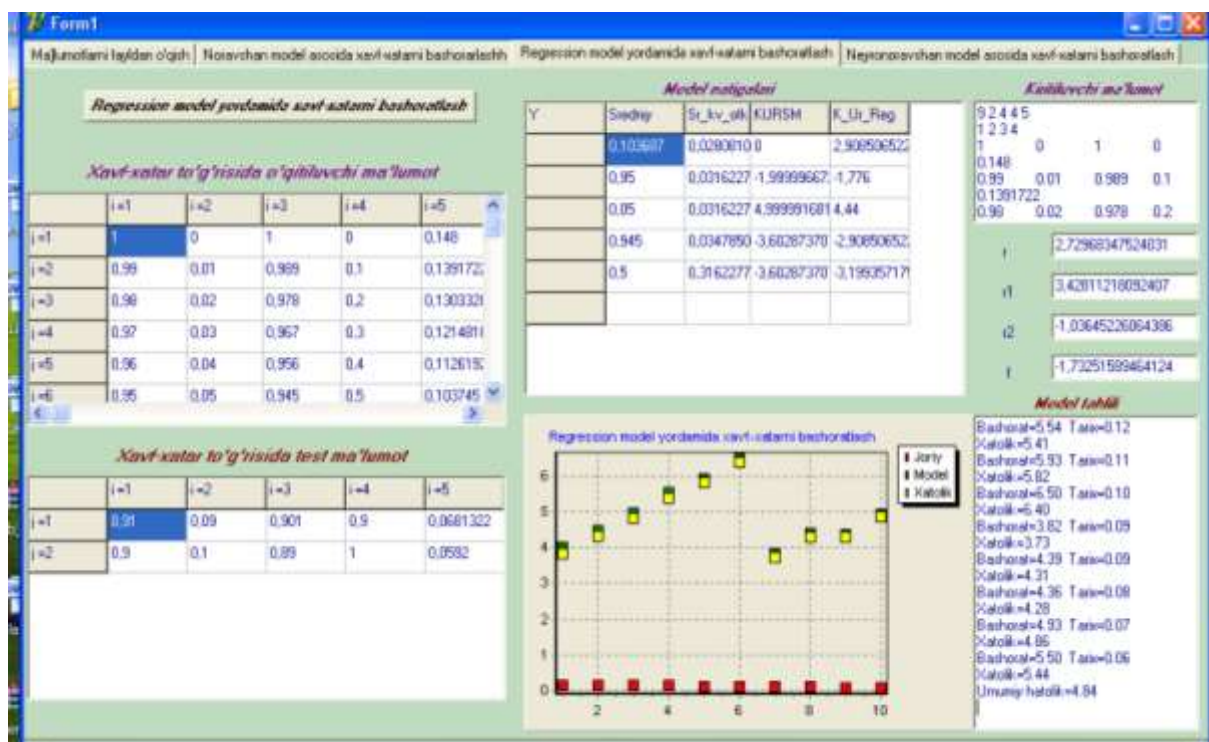 Form1
Ma'lumotlarni fayldan o'qish Noravshan model asosida xavf-xatarni bashoratlashh Regression model yordamida xavf-xatarni bashoratlash Neyronoravshan model asosida xavf-xatarni bashoratlash
Regression model yordamida xavf-xatarni bashoratlash
Xavf-xatar to'g'risida o'qitiluvchi ma'lumot
i =1 i =2 i =3 i =4 i =5
j =1 1 0 1 0 0,148
j =2 0,99 0,01 0,989 0,1 0,139172
j =3 0,98 0,02 0,978 0,2 0,130332
j =4 0,97 0,03 0,967 0,3 0,121481
j =5 0,96 0,04 0,956 0,4 0,112619
j =6 0,95 0,05 0,945 0,5 0,103745
Xavf-xatar to'g'risida test ma'lumot
i =1 i =2 i =3 i =4 i =5
j =1 0,91 0,09 0,901 0,9 0,0681322
j =2 0,9 0,1 0,89 1 0,0592
Model natigalari
Y Sredniy Sr_kv_otk KURSM K_Ur_Reg
0,103687 0,0280810 0 2,908506522
0,95 0,0316227 -1,99999667 -1,776
0,05 0,0316227 4,999991681 4,44
0,945 0,0347850 -3,60287370 -2,90850652
0,5 0,3162277 -3,60287370 -3,19935717
Regression model yordamida xavf-xatarni bashoratlash
Joriy
Model
Xatolik
6
5
4
3
2
1
0
2 4 6 8 10
Kiritiluvchi ma'lumot
9 2 4 4 5
1 2 3 4
1 0 1 0
0.148
0.99 0.01 0.989 0.1
0.1391722
0.98 0.02 0.978 0.2
2,72968347524031
r1 3,42811218092407
r2 -1,03645226064386
-1,73251599464124
Model tahlili
Bashorat=5.54 Tarix=0.12
Xatolik=5.41
Bashorat=5.93 Tarix=0.11
Xatolik=5.82
Bashorat=6.50 Tarix=0.10
Xatolik=6.40
Bashorat=3.82 Tarix=0.09
Xatolik=3.73
Bashorat=4.39 Tarix=0.09
Xatolik=4.31
Bashorat=4.36 Tarix=0.08
Xatolik=4.28
Bashorat=4.93 Tarix=0.07
Xatolik=4.86
Bashorat=5.50 Tarix=0.06
Xatolik=5.44
Umumiy hatolik=4.84